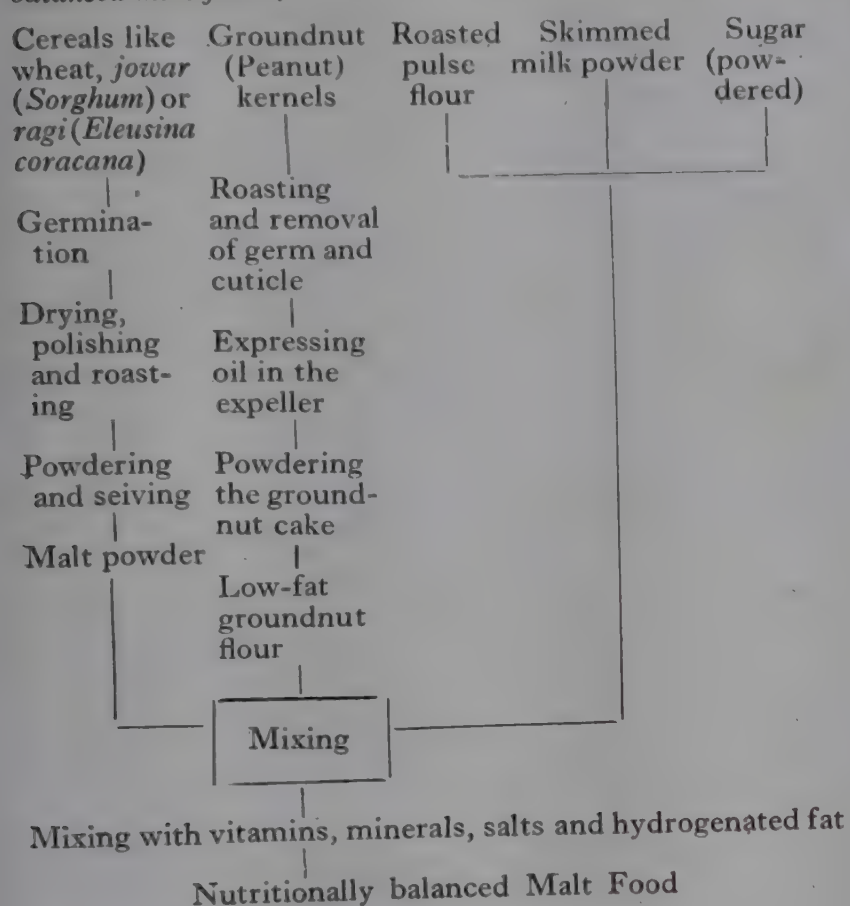 Cereals like
wheat, jowar
(Sorghum) or
ragi (Eleusina
coracana)
Germina-
tion
Drying,
polishing
and roast-
ing
Powdering
and seiving
Malt powder
Groundnut
(Peanut)
kernels
Roasting
and removal
of germ and
cuticle
Expressing
oil in the
expeller
Powdering
the ground-
nut cake
Low-fat
groundnut
flour
Roasted
pulse
flour
Skimmed
milk powder
Sugar
(pow-
dered)
Mixing
Mixing with vitamins, minerals, salts and hydrogenated fat
Nutritionally balanced Malt Food